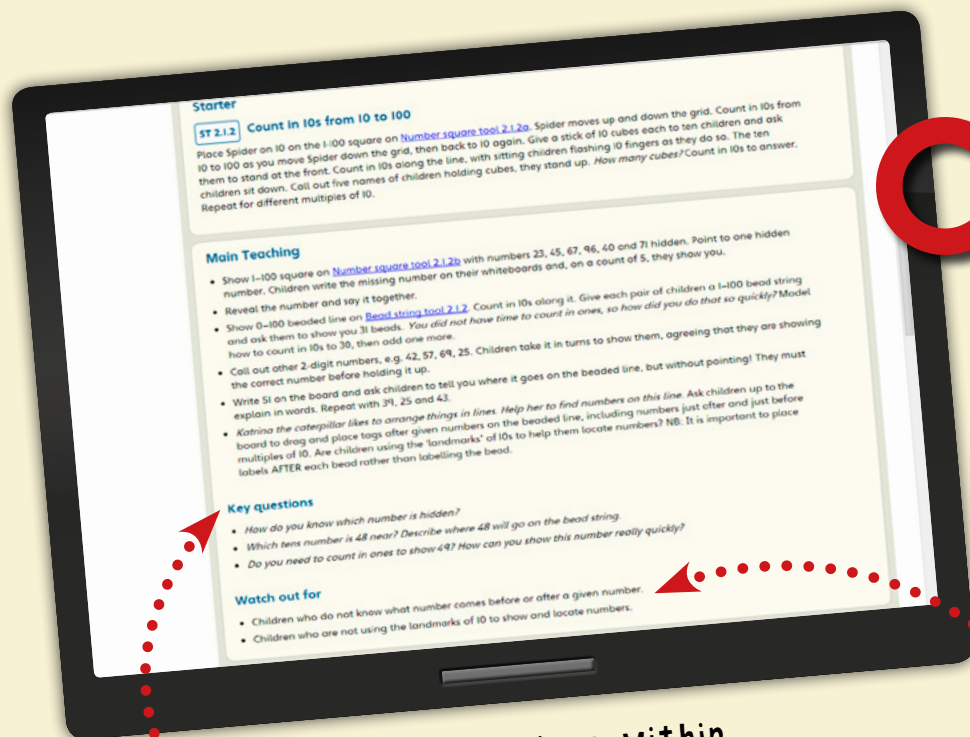 Starter
ST 2.1.2 Count in 10s from 10 to 100
Place Spider on 10 on the 1-100 square on Number square tool 2.1.2a. Spider moves up and down the grid. Count in 10s from
10 to 100 as you move Spider down the grid, then back to 10 again. Give a stick of 10 cubes each to ten children and ask
them to stand at the front. Count in 10s along the line, with sitting children flashing 10 fingers as they do so. The ten
children sit down. Call out five names of children holding cubes, they stand up. How many cubes? Count in 10s to answer.
Repeat for different multiples of 10.
Main Teaching
• Show 1–100 square on Number square tool 2.1.2b with numbers 23, 45, 67, 96, 40 and 71 hidden. Point to one hidden
number. Children write the missing number on their whiteboards and, on a count of 5, they show you.
• Reveal the number and say it together.
• Show 0–100 beaded line on Bead string tool 2.1.2. Count in 10s along it. Give each pair of children a 1–100 bead string
and ask them to show you 31 beads. You did not have time to count in ones, so how did you do that so quickly? Model
how to count in 10s to 30, then add one more.
• Call out other 2-digit numbers, e.g. 42, 57, 69, 25. Children take it in turns to show them, agreeing that they are showing
the correct number before holding it up.
• Write 51 on the board and ask children to tell you where it goes on the beaded line, but without pointing! They must
explain in words. Repeat with 39, 25 and 43.
• Katrina the caterpillar likes to arrange things in lines. Help her to find numbers on this line. Ask children up to the
board to drag and place tags after given numbers on the beaded line, including numbers just after and just before
multiples of 10. Are children using the 'landmarks' of 10s to help them locate numbers? NB: It is important to place
labels AFTER each bead rather than labelling the bead.
Key questions
• How do you know which number is hidden?
• Which tens number is 48 near? Describe where 48 will go on the bead string.
• Do you need to count in ones to show 49? How can you show this number really quickly?
Watch out for
• Children who do not know what number comes before or after a given number.
• Children who are not using the landmarks of 10 to show and locate numbers.
within